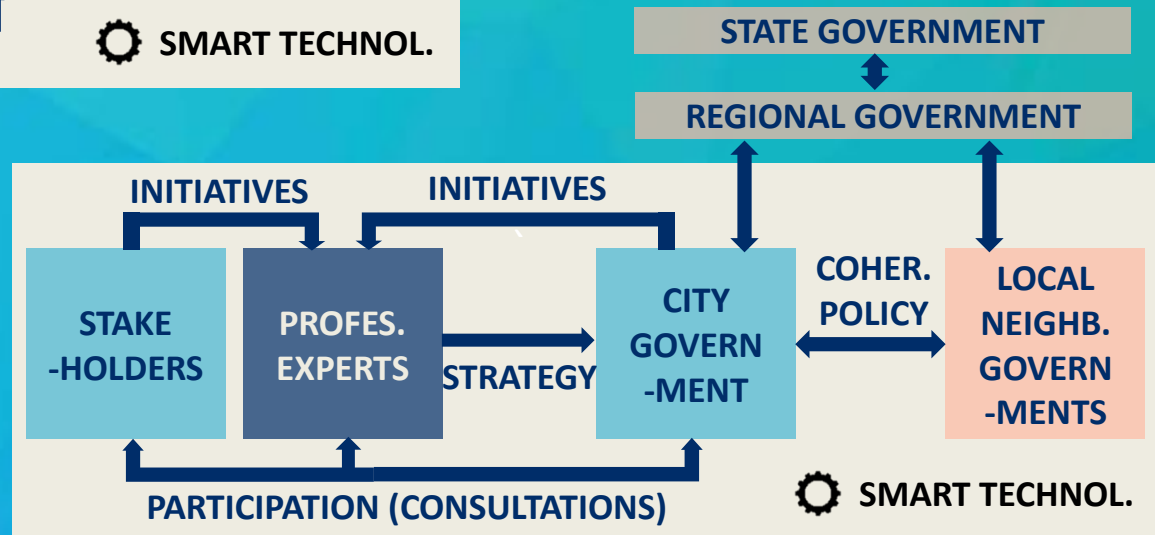 SMART TECHNOL.
STATE GOVERNMENT
REGIONAL GOVERNMENT
INITIATIVES
INITIATIVES
STAKE
-HOLDERS
PROFES.
EXPERTS
STRATEGY
CITY
GOVERN
-MENT
COHER.
POLICY
LOCAL
NEIGHB.
GOVERN
-MENTS
PARTICIPATION (CONSULTATIONS)
SMART TECHNOL.